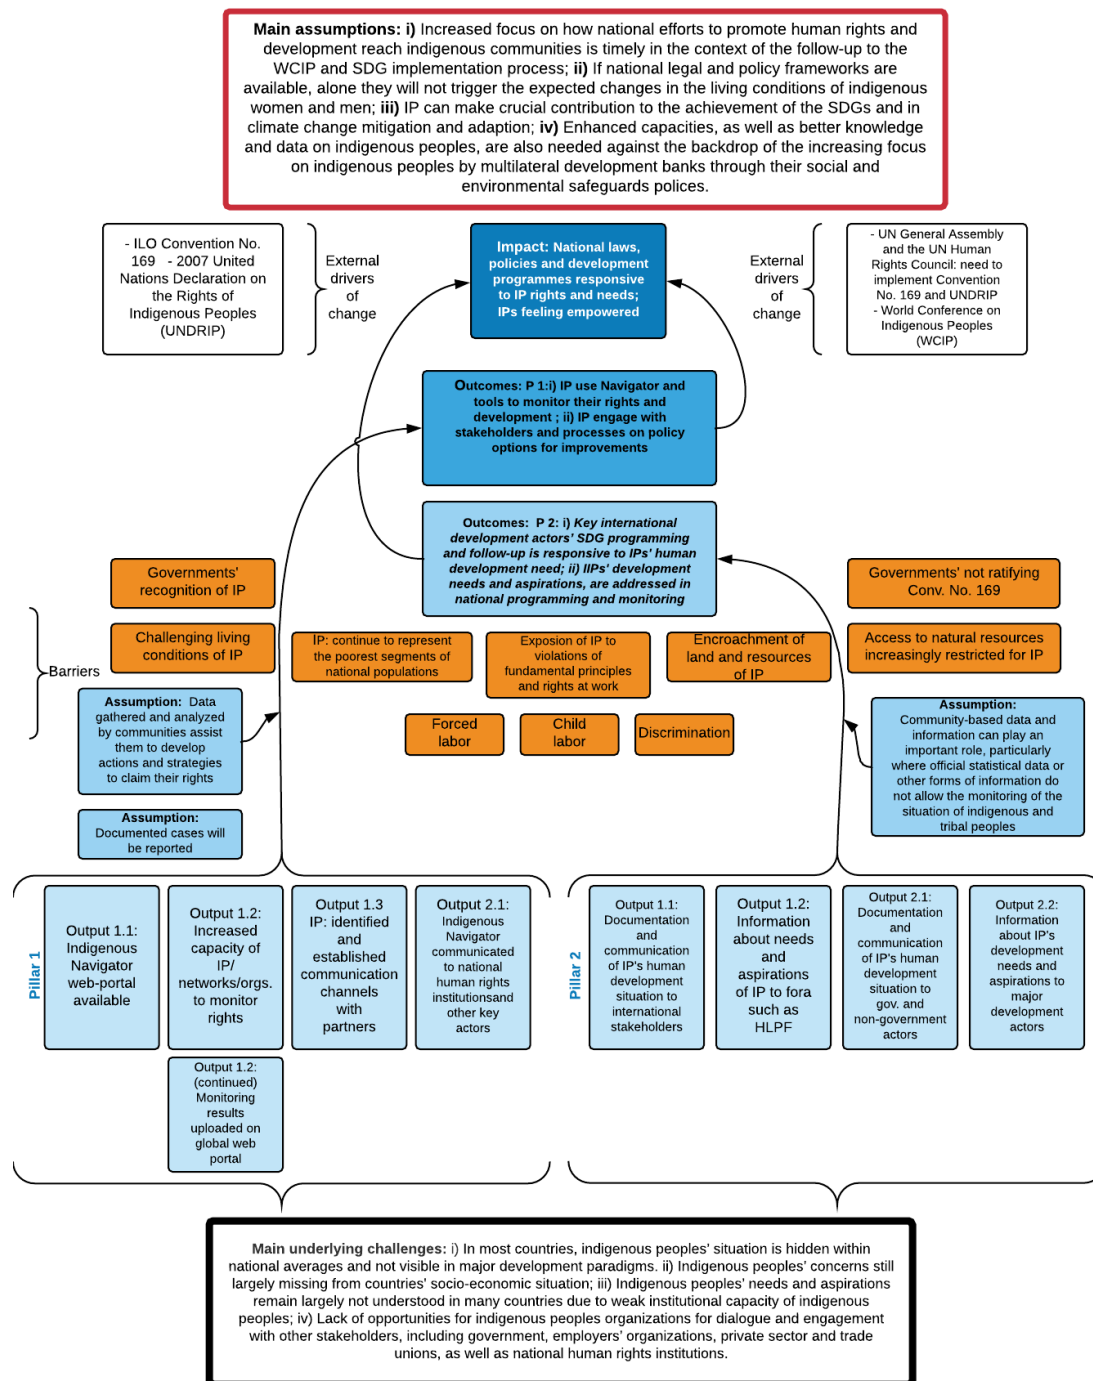 Main assumptions: i) Increased focus on how national efforts to promote human rights and
development reach indigenous communities is timely in the context of the follow-up to the
WCIP and SDG implementation process; ii) If national legal and policy frameworks are
available, alone they will not trigger the expected changes in the living conditions of indigenous
women and men; iii) IP can make crucial contribution to the achievement of the SDGs and in
climate change mitigation and adaption; iv) Enhanced capacities, as well as better knowledge
and data on indigenous peoples, are also needed against the backdrop of the increasing focus
on indigenous peoples by multilateral development banks through their social and
environmental safeguards polices.
- ILO Convention No.
169 - 2007 United
Nations Declaration on
the Rights of
Indigenous Peoples
(UNDRIP)
External
drivers
of
change
Impact: National laws,
policies and development
programmes responsive
to IP rights and needs;
IPs feeling empowered
External
drivers
of
change
- UN General Assembly
and the UN Human
Rights Council: need to
implement Convention
No. 169 and UNDRIP
- World Conference on
Indigenous Peoples
(WCIP)
Outcomes: P 1:i) IP use Navigator and
tools to monitor their rights and
development ; ii) IP engage with
stakeholders and processes on policy
options for improvements
Outcomes: P 2: i) Key international
development actors' SDG programming
and follow-up is responsive to IPs' human
development need; ii) IIPs' development
needs and aspirations, are addressed in
national programming and monitoring
Governments'
recognition of IP
Governments' not ratifying
Conv. No. 169
Challenging living
conditions of IP
IP: continue to represent
the poorest segments of
national populations
Exposion of IP to
violations of
fundamental principles
and rights at work
Encroachment of
land and resources
of IP
Access to natural resources
increasingly restricted for IP
Barriers
Forced
labor
Child
labor
Discrimination
Assumption: Data
gathered and analyzed
by communities assist
them to develop
actions and strategies
to claim their rights
Assumption:
Documented cases will
be reported
Assumption:
Community-based data and
information can play an
important role, particularly
where official statistical data or
other forms of information do
not allow the monitoring of the
situation of indigenous and
tribal peoples
Pillar 1
Output 1.1:
Indigenous
Navigator
web-portal
available
Output 1.2:
Increased
capacity of
IP/
networks/orgs.
to monitor
rights
Output 1.3
IP: identified
and
established
communication
channels
with
partners
Output 2.1:
Indigenous
Navigator
communicated
to national
human rights
institutionsand
other key
actors
Output 1.2:
(continued)
Monitoring
results
uploaded on
global web
portal
Pillar 2
Output 1.1:
Documentation
and
communication
of IP's human
development
situation to
international
stakeholders
Output 1.2:
Information
about needs
and
aspirations
of IP to fora
such as
HLPF
Output 2.1:
Documentation
and
communication
of IP's human
development
situation to
gov. and
non-government
actors
Output 2.2:
Information
about IP's
development
needs and
aspirations to
major
development
actors
Main underlying challenges: i) In most countries, indigenous peoples' situation is hidden within
national averages and not visible in major development paradigms. ii) Indigenous peoples' concerns still
largely missing from countries' socio-economic situation; iii) Indigenous peoples' needs and aspirations
remain largely not understood in many countries due to weak institutional capacity of indigenous
peoples; iv) Lack of opportunities for indigenous peoples organizations for dialogue and engagement
with other stakeholders, including government, employers' organizations, private sector and trade
unions, as well as national human rights institutions.